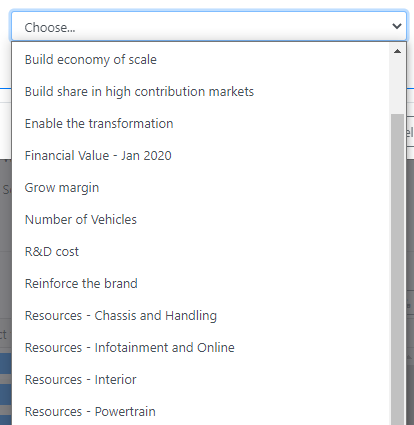 Choose...
Build economy of scale
Build share in high contribution markets
Enable the transformation
Financial Value - Jan 2020
Grow margin
Number of Vehicles
R&D cost
Reinforce the brand
Resources - Chassis and Handling
Resources - Infotainment and Online
Resources - Interior
Resources - Powertrain